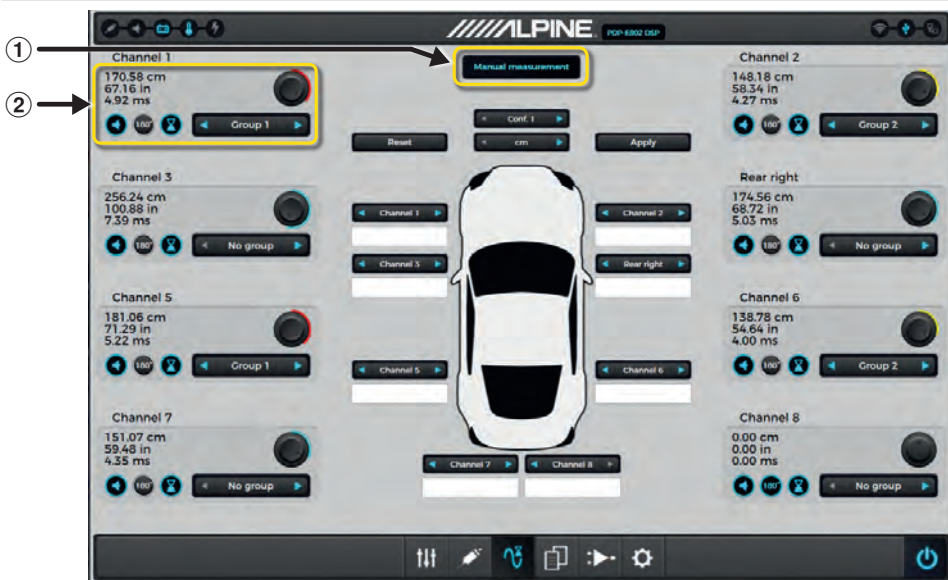 ALPINE PDP-E802 DSP
①
Manual measurement
②
Channel 1
170.58 cm
67.16 in
4.92 ms
180°
Group 1
Channel 2
148.18 cm
58.34 in
4.27 ms
180°
Group 2
Conf. 1
Reset
cm
Apply
Channel 3
256.24 cm
100.88 in
7.39 ms
180°
No group
Rear right
174.56 cm
68.72 in
5.03 ms
180°
No group
Channel 1
Channel 2
Channel 3
Rear right
Channel 5
181.06 cm
71.29 in
5.22 ms
180°
Group 1
Channel 6
138.78 cm
54.64 in
4.00 ms
180°
Group 2
Channel 5
Channel 6
Channel 7
151.07 cm
59.48 in
4.35 ms
180°
No group
Channel 8
0.00 cm
0.00 in
0.00 ms
180°
No group
Channel 7
Channel 8